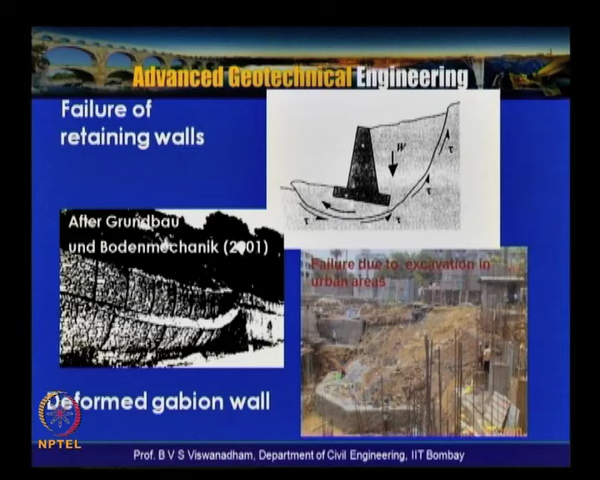 Advanced Geotechnical Engineering
Failure of
retaining walls
W
τ
τ
τ
τ
After Grundbau
und Bodenmechanik (2001)
Failure due to excavation in
urban areas
Deformed gabion wall
NPTEL
Prof. B V S Viswanadham, Department of Civil Engineering, IIT Bombay